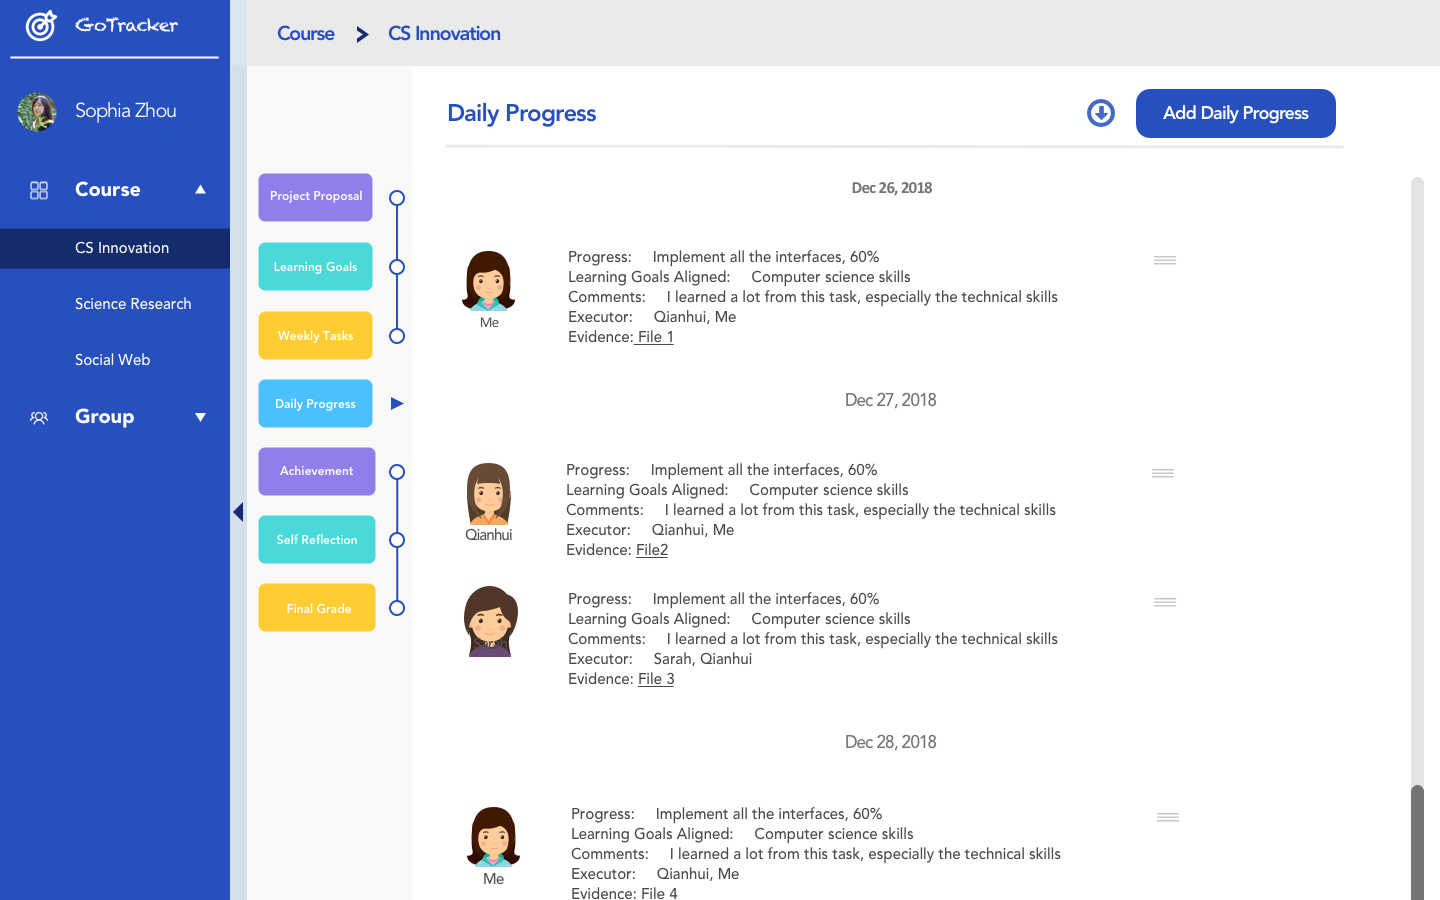 GoTracker
Sophia Zhou
Course
CS Innovation
Science Research
Social Web
Group
Course > CS Innovation
Project Proposal
Learning Goals
Weekly Tasks
Daily Progress
Achievement
Self Reflection
Final Grade
Daily Progress
Add Daily Progress
Dec 26, 2018
Me
Progress: Implement all the interfaces, 60%
Learning Goals Aligned: Computer science skills
Comments: I learned a lot from this task, especially the technical skills
Executor: Qianhui, Me
Evidence: File 1
Dec 27, 2018
Qianhui
Progress: Implement all the interfaces, 60%
Learning Goals Aligned: Computer science skills
Comments: I learned a lot from this task, especially the technical skills
Executor: Qianhui, Me
Evidence: File2
Sarah
Progress: Implement all the interfaces, 60%
Learning Goals Aligned: Computer science skills
Comments: I learned a lot from this task, especially the technical skills
Executor: Sarah, Qianhui
Evidence: File 3
Dec 28, 2018
Me
Progress: Implement all the interfaces, 60%
Learning Goals Aligned: Computer science skills
Comments: I learned a lot from this task, especially the technical skills
Executor: Qianhui, Me
Evidence: File 4